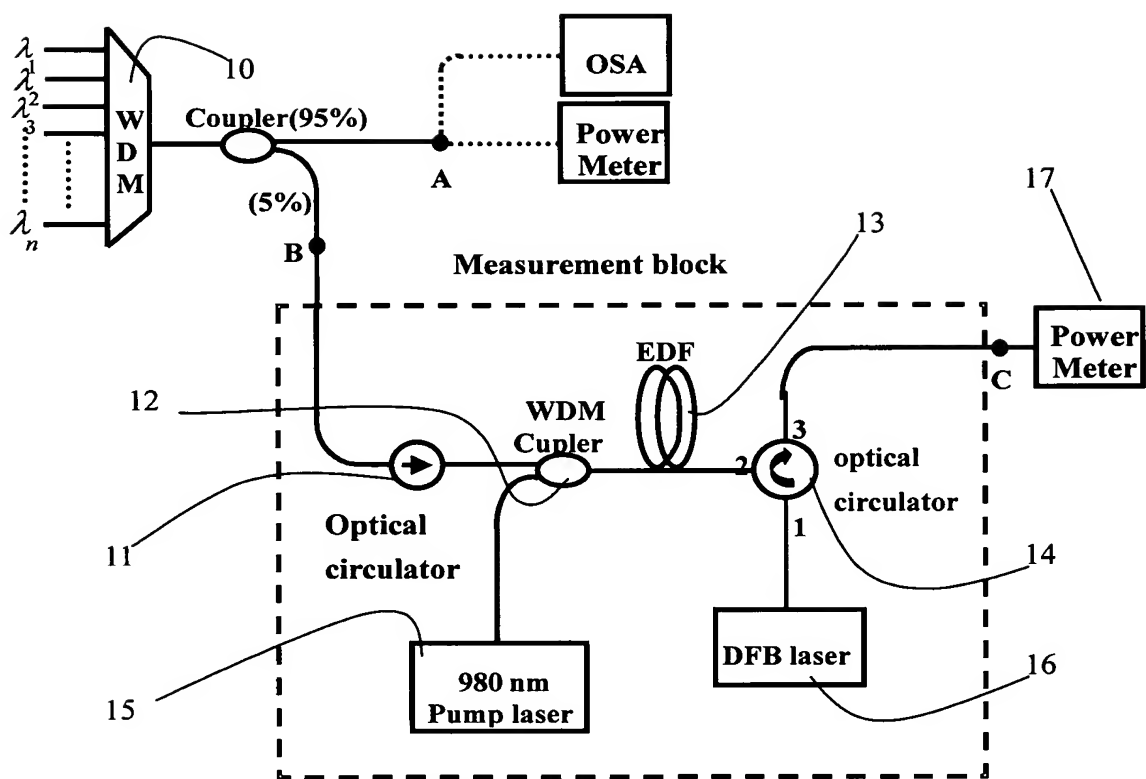 λ
λ1
λ2
3
λn
W
D
M
10
Coupler(95%)
(5%)
OSA
Power
Meter
A
B
17
13
Measurement block
EDF
Power
Meter
C
12
WDM
Cupler
3
2
1
optical
circulator
11
Optical
circulator
14
DFB laser
16
980 nm
Pump laser
15